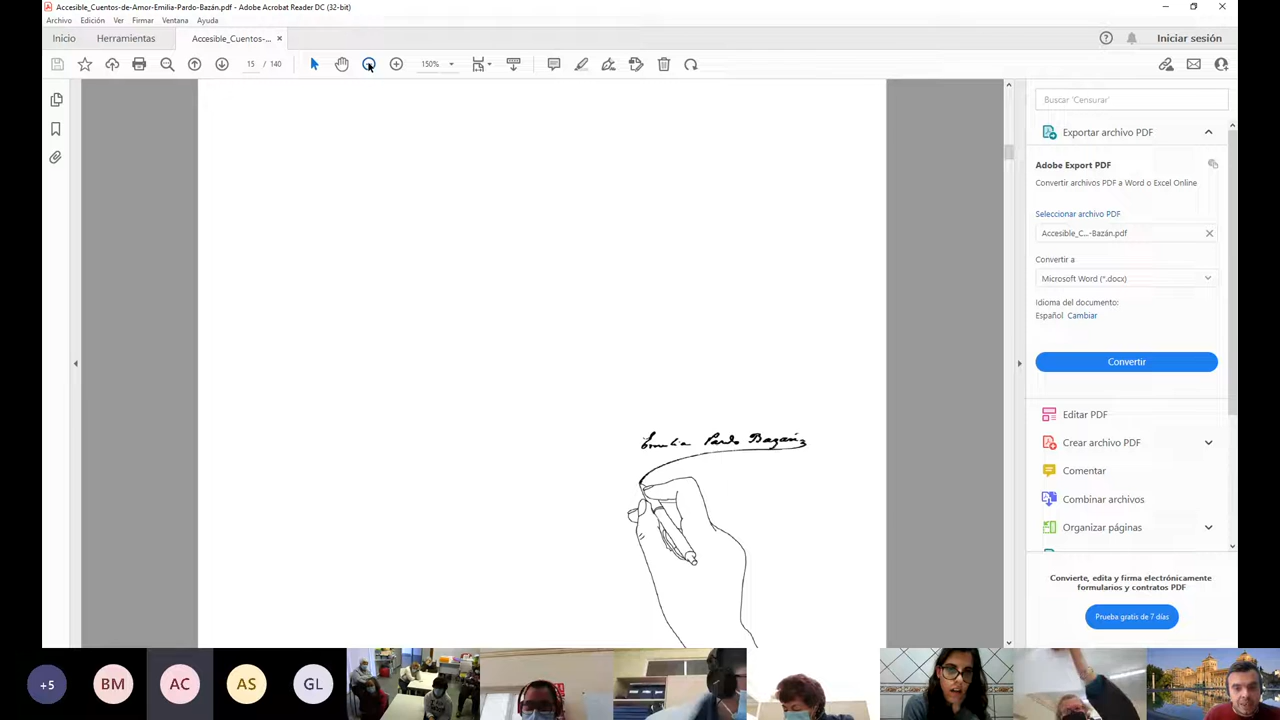 Accesible_Cuentos-de-Amor-Emilia-Pardo-Bazán.pdf - Adobe Acrobat Reader DC (32-bit)
Archivo Edición Ver Firmar Ventana Ayuda
Inicio Herramientas Accesible_Cuentos-... × Iniciar sesión
15 / 140 150%
Buscar 'Censurar'
Exportar archivo PDF
Adobe Export PDF
Convertir archivos PDF a Word o Excel Online
Seleccionar archivo PDF
Accesible_C...-Bazán.pdf
Convertir a
Microsoft Word (*.docx)
Idioma del documento:
Español Cambiar
Convertir
Editar PDF
Crear archivo PDF
Emilia Pardo Bazán
Comentar
Combinar archivos
Organizar páginas
Convierte, edita y firma electrónicamente
formularios y contratos PDF
Prueba gratis de 7 días
+5 BM AC AS GL